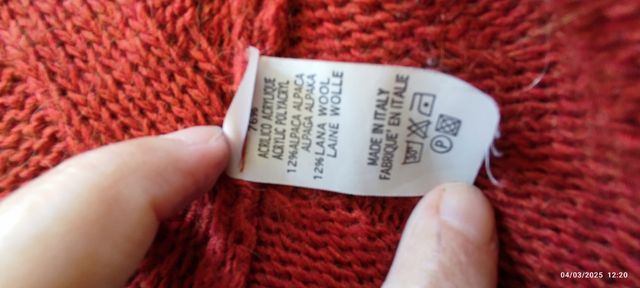 76%
ACRILICO ACRYLIQUE
ACRYLIC POLYACRYL
12%ALPACA ALPACA
ALPAGA ALPAKA
12%LANA WOOL
LAINE WOLLE
MADE IN ITALY
FABRIQUE' EN ITALIE
04/03/2025 12:20